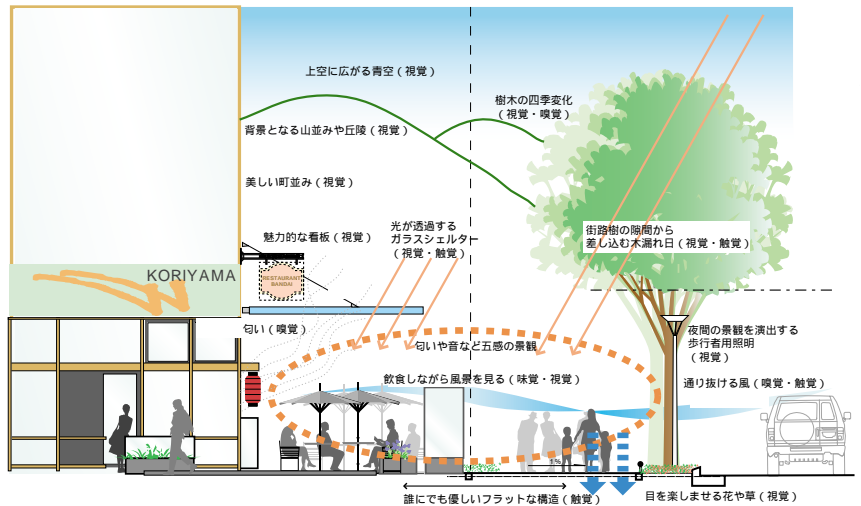 上空に広がる青空（視覚）
樹木の四季変化
（視覚・嗅覚）
背景となる山並みや丘陵（視覚）
美しい町並み（視覚）
魅力的な看板（視覚）
光が透過する
ガラスシェルター
（視覚・触覚）
街路樹の隙間から
差し込む木漏れ日（視覚・触覚）
KORIYAMA
RESTAURANT
BANDAI
匂い（嗅覚）
匂いや音など五感の景観
夜間の景観を演出する
歩行者用照明
（視覚）
飲食しながら風景を見る（味覚・視覚）
通り抜ける風（嗅覚・触覚）
1%
誰にでも優しいフラットな構造（触覚）
目を楽しませる花や草（視覚）